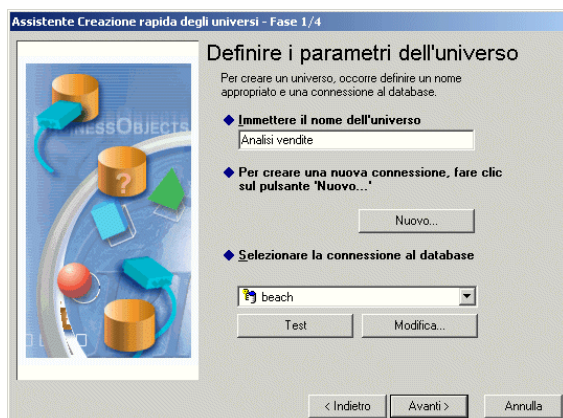 Assistente Creazione rapida degli universi - Fase 1/4
Definire i parametri dell'universo
Per creare un universo, occorre definire un nome
appropriato e una connessione al database.
Immettere il nome dell'universo
Analisi vendite
Per creare una nuova connessione, fare clic
sul pulsante 'Nuovo...'
Nuovo...
Selezionare la connessione al database
beach
Test
Modifica...
< Indietro
Avanti >
Annulla